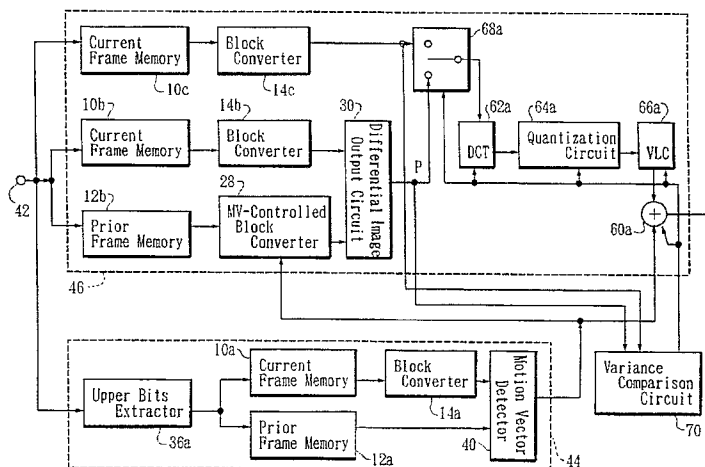 68a
Current
Frame Memory
Block
Converter
10c
14c
10b
14b
30
62a
64a
66a
Current
Frame Memory
Block
Converter
Differential Image
Output Circuit
DCT
Quantization
Circuit
VLC
P
42
12b
28
Prior
Frame Memory
MV-Controlled
Block
Converter
+
60a
46
10a
Current
Frame Memory
Block
Converter
Motion Vector
Detector
Variance
Comparison
Circuit
14a
Upper Bits
Extractor
Prior
Frame Memory
36a
12a
40
44
70